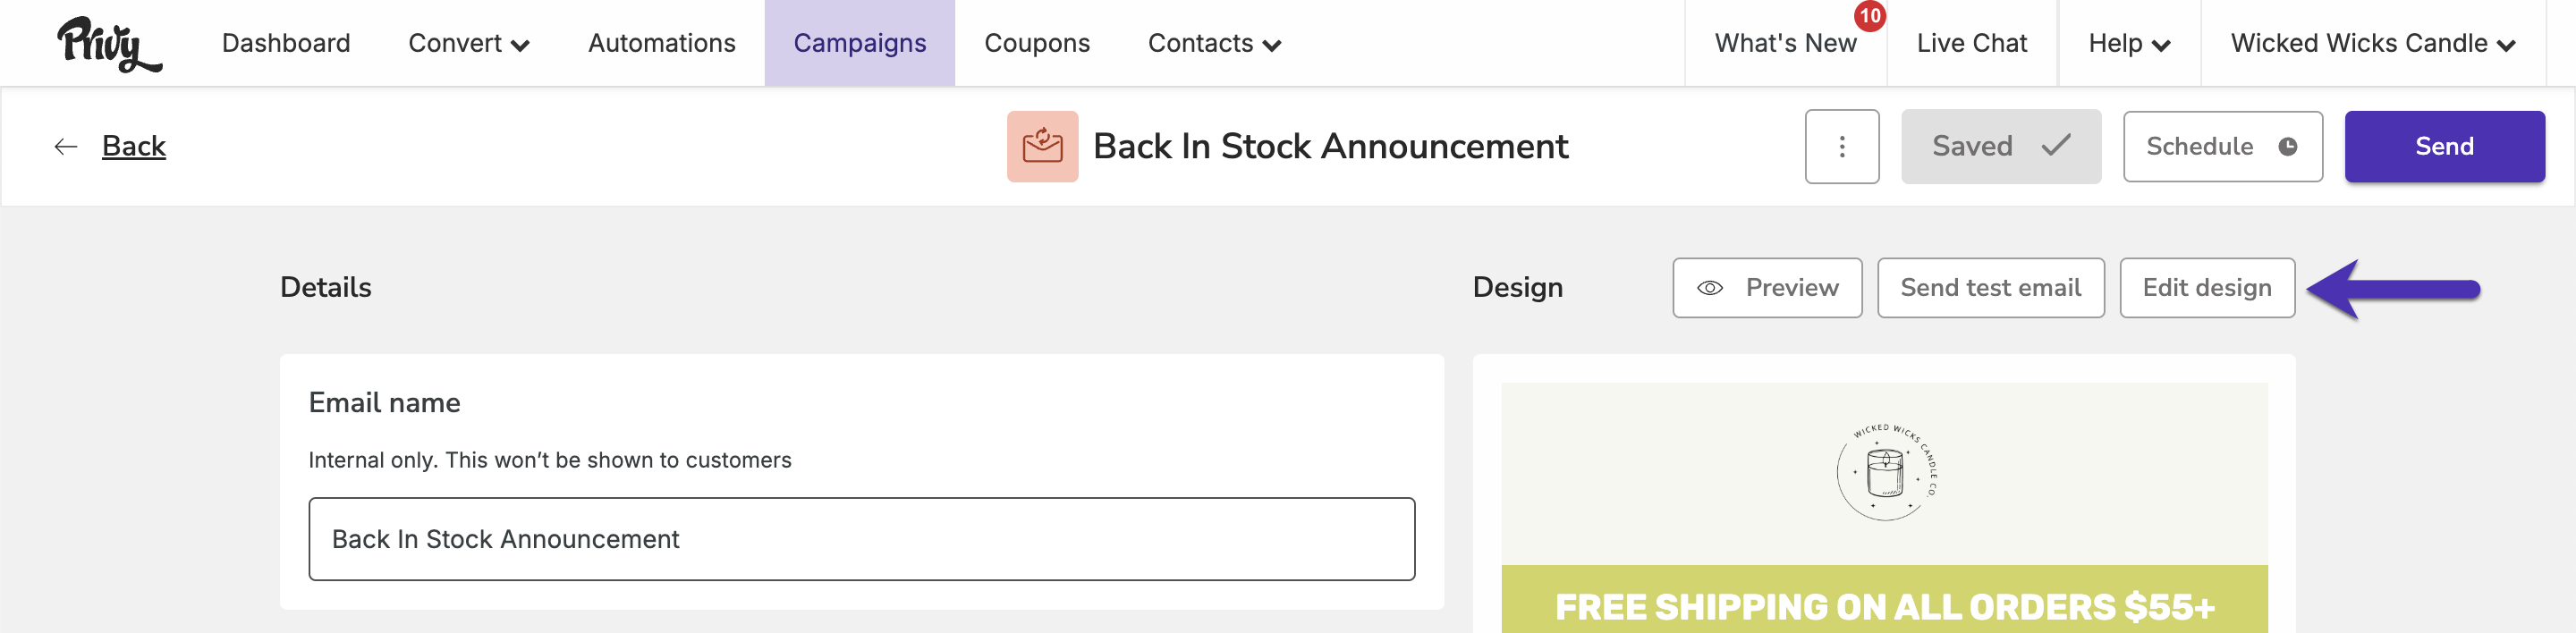 Privy Dashboard Convert Automations Campaigns Coupons Contacts What's New 10 Live Chat Help Wicked Wicks Candle
Back Back In Stock Announcement Saved Schedule Send
Details
Design Preview Send test email Edit design
Email name
Internal only. This won't be shown to customers
Back In Stock Announcement
WICKED WICKS CANDLE CO.
FREE SHIPPING ON ALL ORDERS $55+